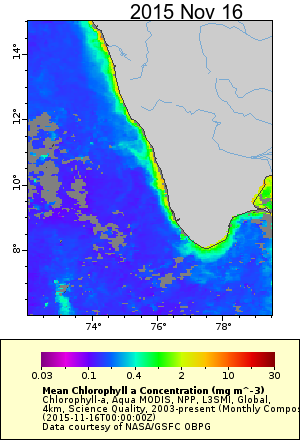 2015 Nov 16
14°
12°
10°
8°
74°
76°
78°
0.03
0.1
0.4
2
10
30
Mean Chlorophyll a Concentration (mg m^-3)
Chlorophyll-a, Aqua MODIS, NPP, L3SMI, Global,
4km, Science Quality, 2003-present (Monthly Compos
(2015-11-16T00:00:00Z)
Data courtesy of NASA/GSFC OBPG